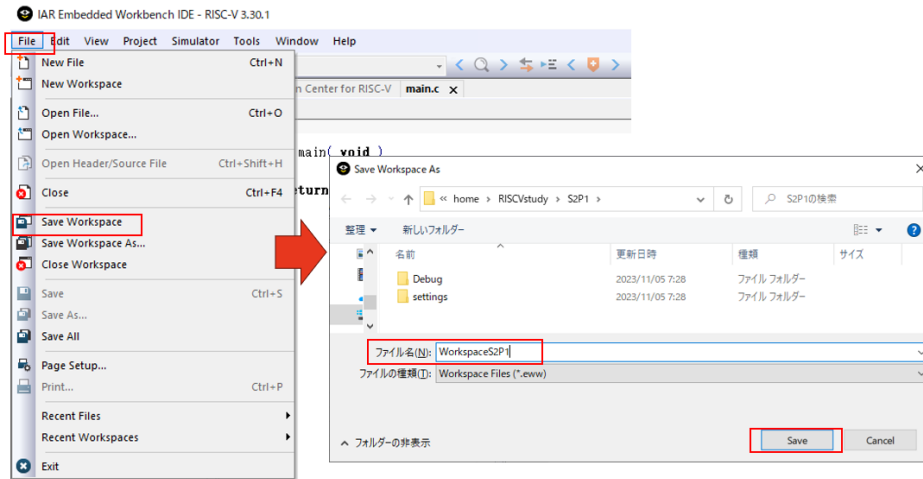 IAR Embedded Workbench IDE - RISC-V 3.30.1
File Edit View Project Simulator Tools Window Help
New File Ctrl+N
New Workspace
n Center for RISC-V main.c
Open File... Ctrl+O
Open Workspace...
Open Header/Source File Ctrl+Shift+H
main( void )
Close Ctrl+F4
eturn
Save Workspace
Save Workspace As...
Close Workspace
Save Ctrl+S
Save As...
Save All
Page Setup...
Print... Ctrl+P
Recent Files
Recent Workspaces
Exit
Save Workspace As
« home › RISCVstudy › S2P1 ›
S2P1の検索
整理 新しいフォルダー
名前 更新日時 種類 サイズ
Debug 2023/11/05 7:28 ファイル フォルダー
settings 2023/11/05 7:28 ファイル フォルダー
ファイル名(N): WorkspaceS2P1
ファイルの種類(T): Workspace Files (*.eww)
フォルダーの非表示 Save Cancel